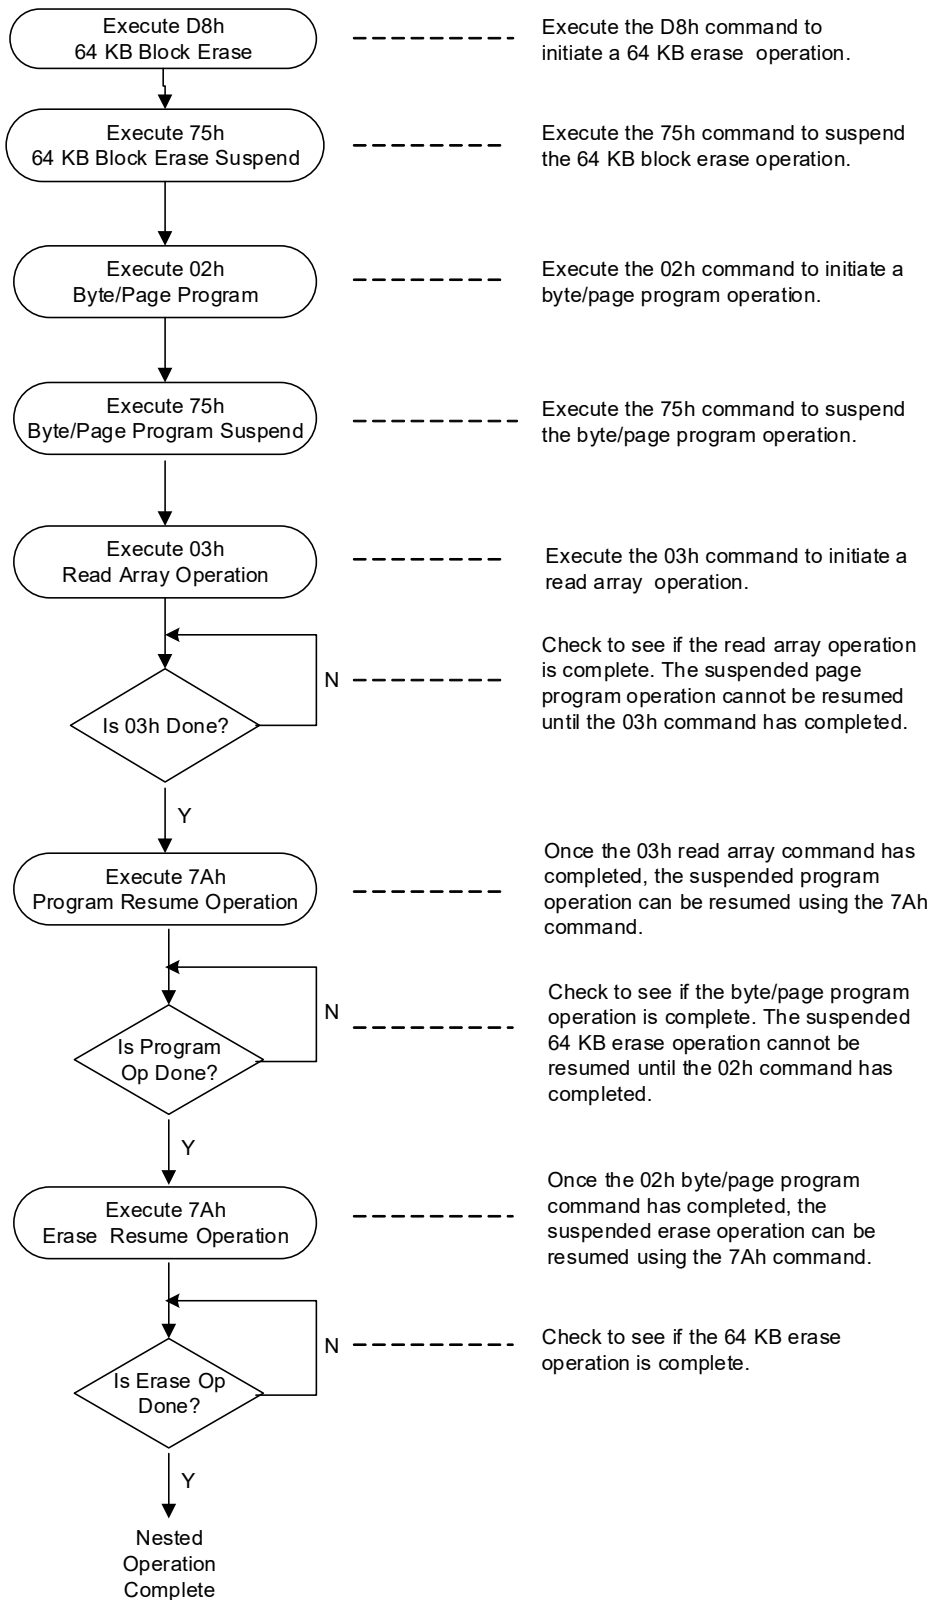 Execute D8h
64 KB Block Erase
Execute the D8h command to
initiate a 64 KB erase operation.
Execute 75h
64 KB Block Erase Suspend
Execute the 75h command to suspend
the 64 KB block erase operation.
Execute 02h
Byte/Page Program
Execute the 02h command to initiate a
byte/page program operation.
Execute 75h
Byte/Page Program Suspend
Execute the 75h command to suspend
the byte/page program operation.
Execute 03h
Read Array Operation
Execute the 03h command to initiate a
read array operation.
Is 03h Done?
N
Check to see if the read array operation
is complete. The suspended page
program operation cannot be resumed
until the 03h command has completed.
Y
Execute 7Ah
Program Resume Operation
Once the 03h read array command has
completed, the suspended program
operation can be resumed using the 7Ah
command.
Is Program
Op Done?
N
Check to see if the byte/page program
operation is complete. The suspended
64 KB erase operation cannot be
resumed until the 02h command has
completed.
Y
Execute 7Ah
Erase Resume Operation
Once the 02h byte/page program
command has completed, the
suspended erase operation can be
resumed using the 7Ah command.
Is Erase Op
Done?
N
Check to see if the 64 KB erase
operation is complete.
Y
Nested
Operation
Complete